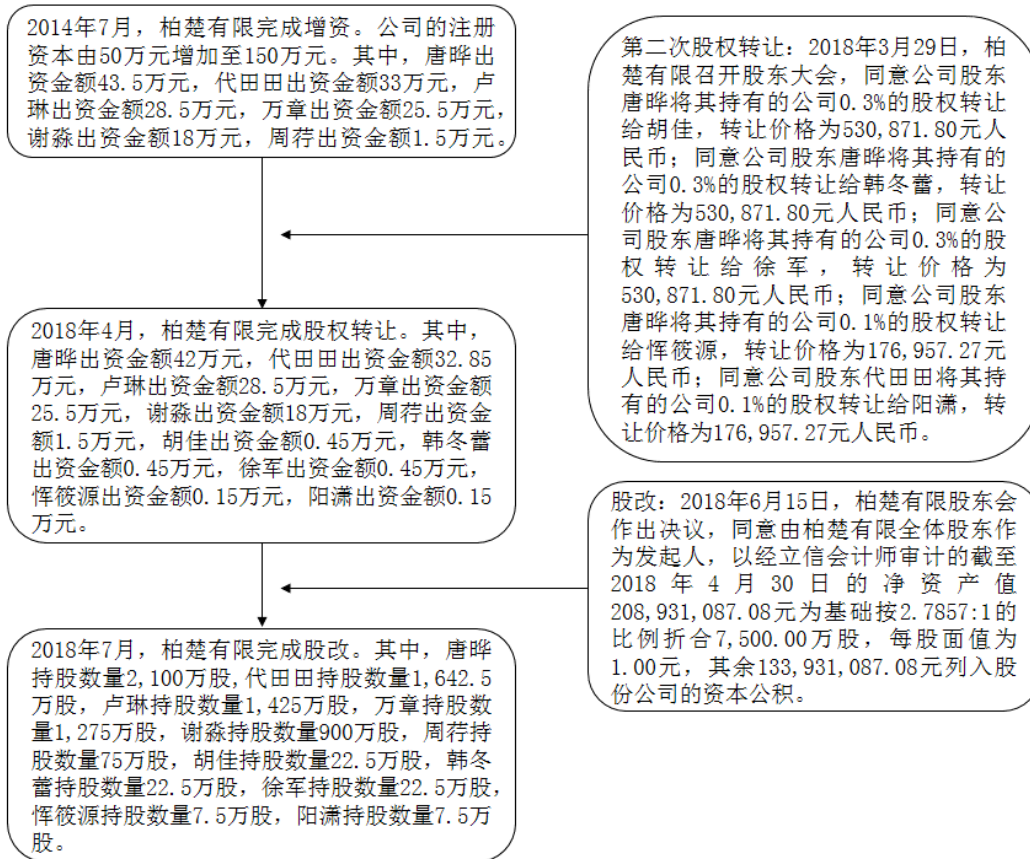 2014年7月，柏楚有限完成增资。公司的注册
资本由50万元增加至150万元。其中，唐晔出
资金额43.5万元，代田田出资金额33万元，卢
琳出资金额28.5万元，万章出资金额25.5万元，
谢淼出资金额18万元，周荇出资金额1.5万元。
第二次股权转让：2018年3月29日，柏
楚有限召开股东大会，同意公司股东
唐晔将其持有的公司0.3%的股权转让
给胡佳，转让价格为530,871.80元人
民币；同意公司股东唐晔将其持有的
公司0.3%的股权转让给韩冬蕾，转让
价格为530,871.80元人民币；同意公
司股东唐晔将其持有的公司0.3%的股
权转让给徐军，转让价格为
530,871.80元人民币；同意公司股东
唐晔将其持有的公司0.1%的股权转让
给恽筱源，转让价格为176,957.27元
人民币；同意公司股东代田田将其持
有的公司0.1%的股权转让给阳潇，转
让价格为176,957.27元人民币。
2018年4月，柏楚有限完成股权转让。其中，
唐晔出资金额42万元，代田田出资金额32.85
万元，卢琳出资金额28.5万元，万章出资金额
25.5万元，谢淼出资金额18万元，周荇出资金
额1.5万元，胡佳出资金额0.45万元，韩冬蕾
出资金额0.45万元，徐军出资金额0.45万元，
恽筱源出资金额0.15万元，阳潇出资金额0.15
万元。
股改：2018年6月15日，柏楚有限股东会
作出决议，同意由柏楚有限全体股东作
为发起人，以经立信会计师审计的截至
2018年4月30日的净资产值
208,931,087.08元为基础按2.7857:1的
比例折合7,500.00万股，每股面值为
1.00元，其余133,931,087.08元列入股
份公司的资本公积。
2018年7月，柏楚有限完成股改。其中，唐晔
持股数量2,100万股,代田田持股数量1,642.5
万股，卢琳持股数量1,425万股，万章持股数
量1,275万股，谢淼持股数量900万股，周荇持
股数量75万股，胡佳持股数量22.5万股，韩冬
蕾持股数量22.5万股，徐军持股数量22.5万股，
恽筱源持股数量7.5万股，阳潇持股数量7.5万
股。